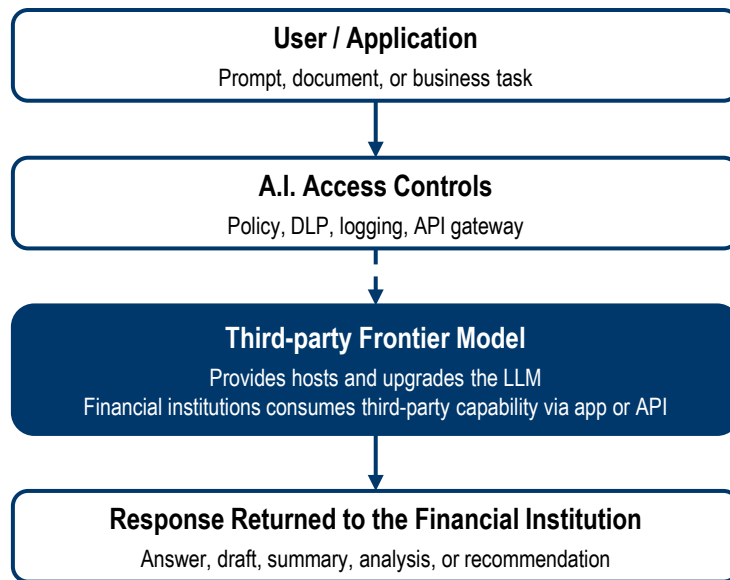 User / Application
Prompt, document, or business task
A.I. Access Controls
Policy, DLP, logging, API gateway
Third-party Frontier Model
Provides hosts and upgrades the LLM
Financial institutions consumes third-party capability via app or API
Response Returned to the Financial Institution
Answer, draft, summary, analysis, or recommendation